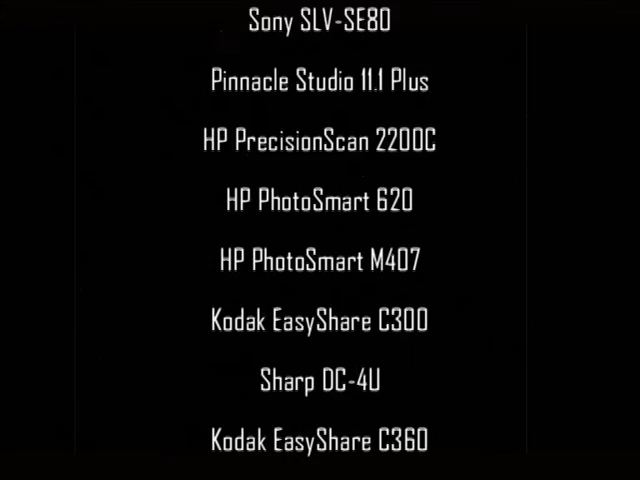 Sony SLV-SE80
Pinnacle Studio 11.1 Plus
HP PrecisionScan 2200C
HP PhotoSmart 620
HP PhotoSmart M407
Kodak EasyShare C300
Sharp DC-4U
Kodak EasyShare C360